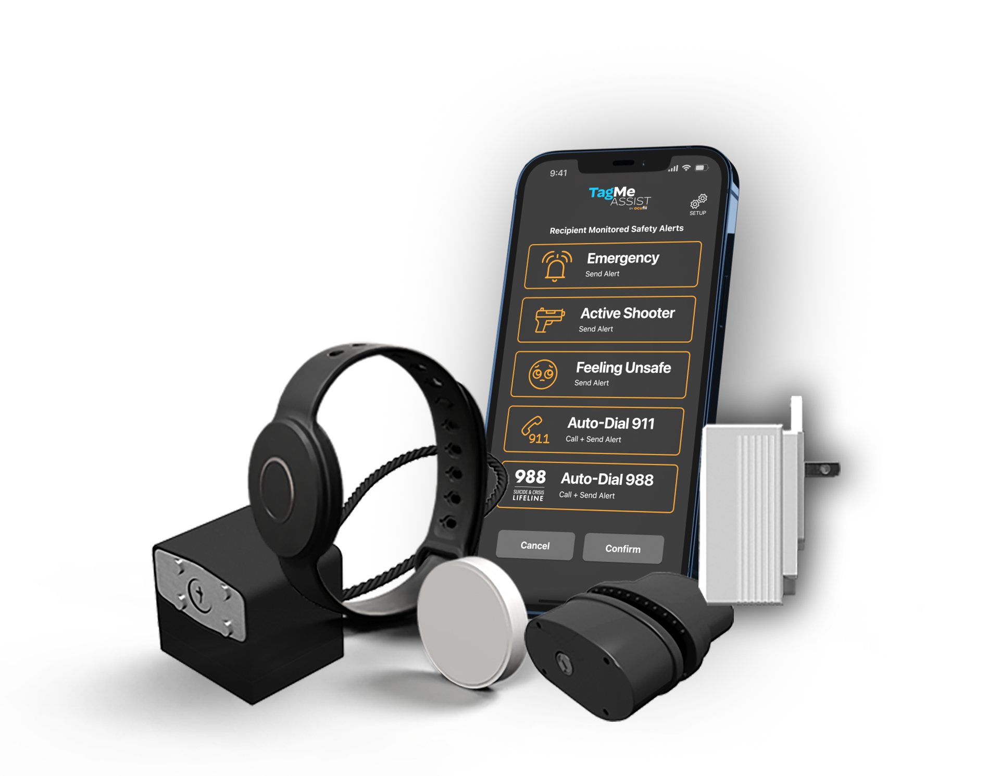 9:41
TagMe
ASSIST
BY ocufii
SETUP
Recipient Monitored Safety Alerts
Emergency
Send Alert
Active Shooter
Send Alert
Feeling Unsafe
Send Alert
911
Auto-Dial 911
Call + Send Alert
988
SUICIDE & CRISIS
LIFELINE
Auto-Dial 988
Call + Send Alert
Cancel
Confirm